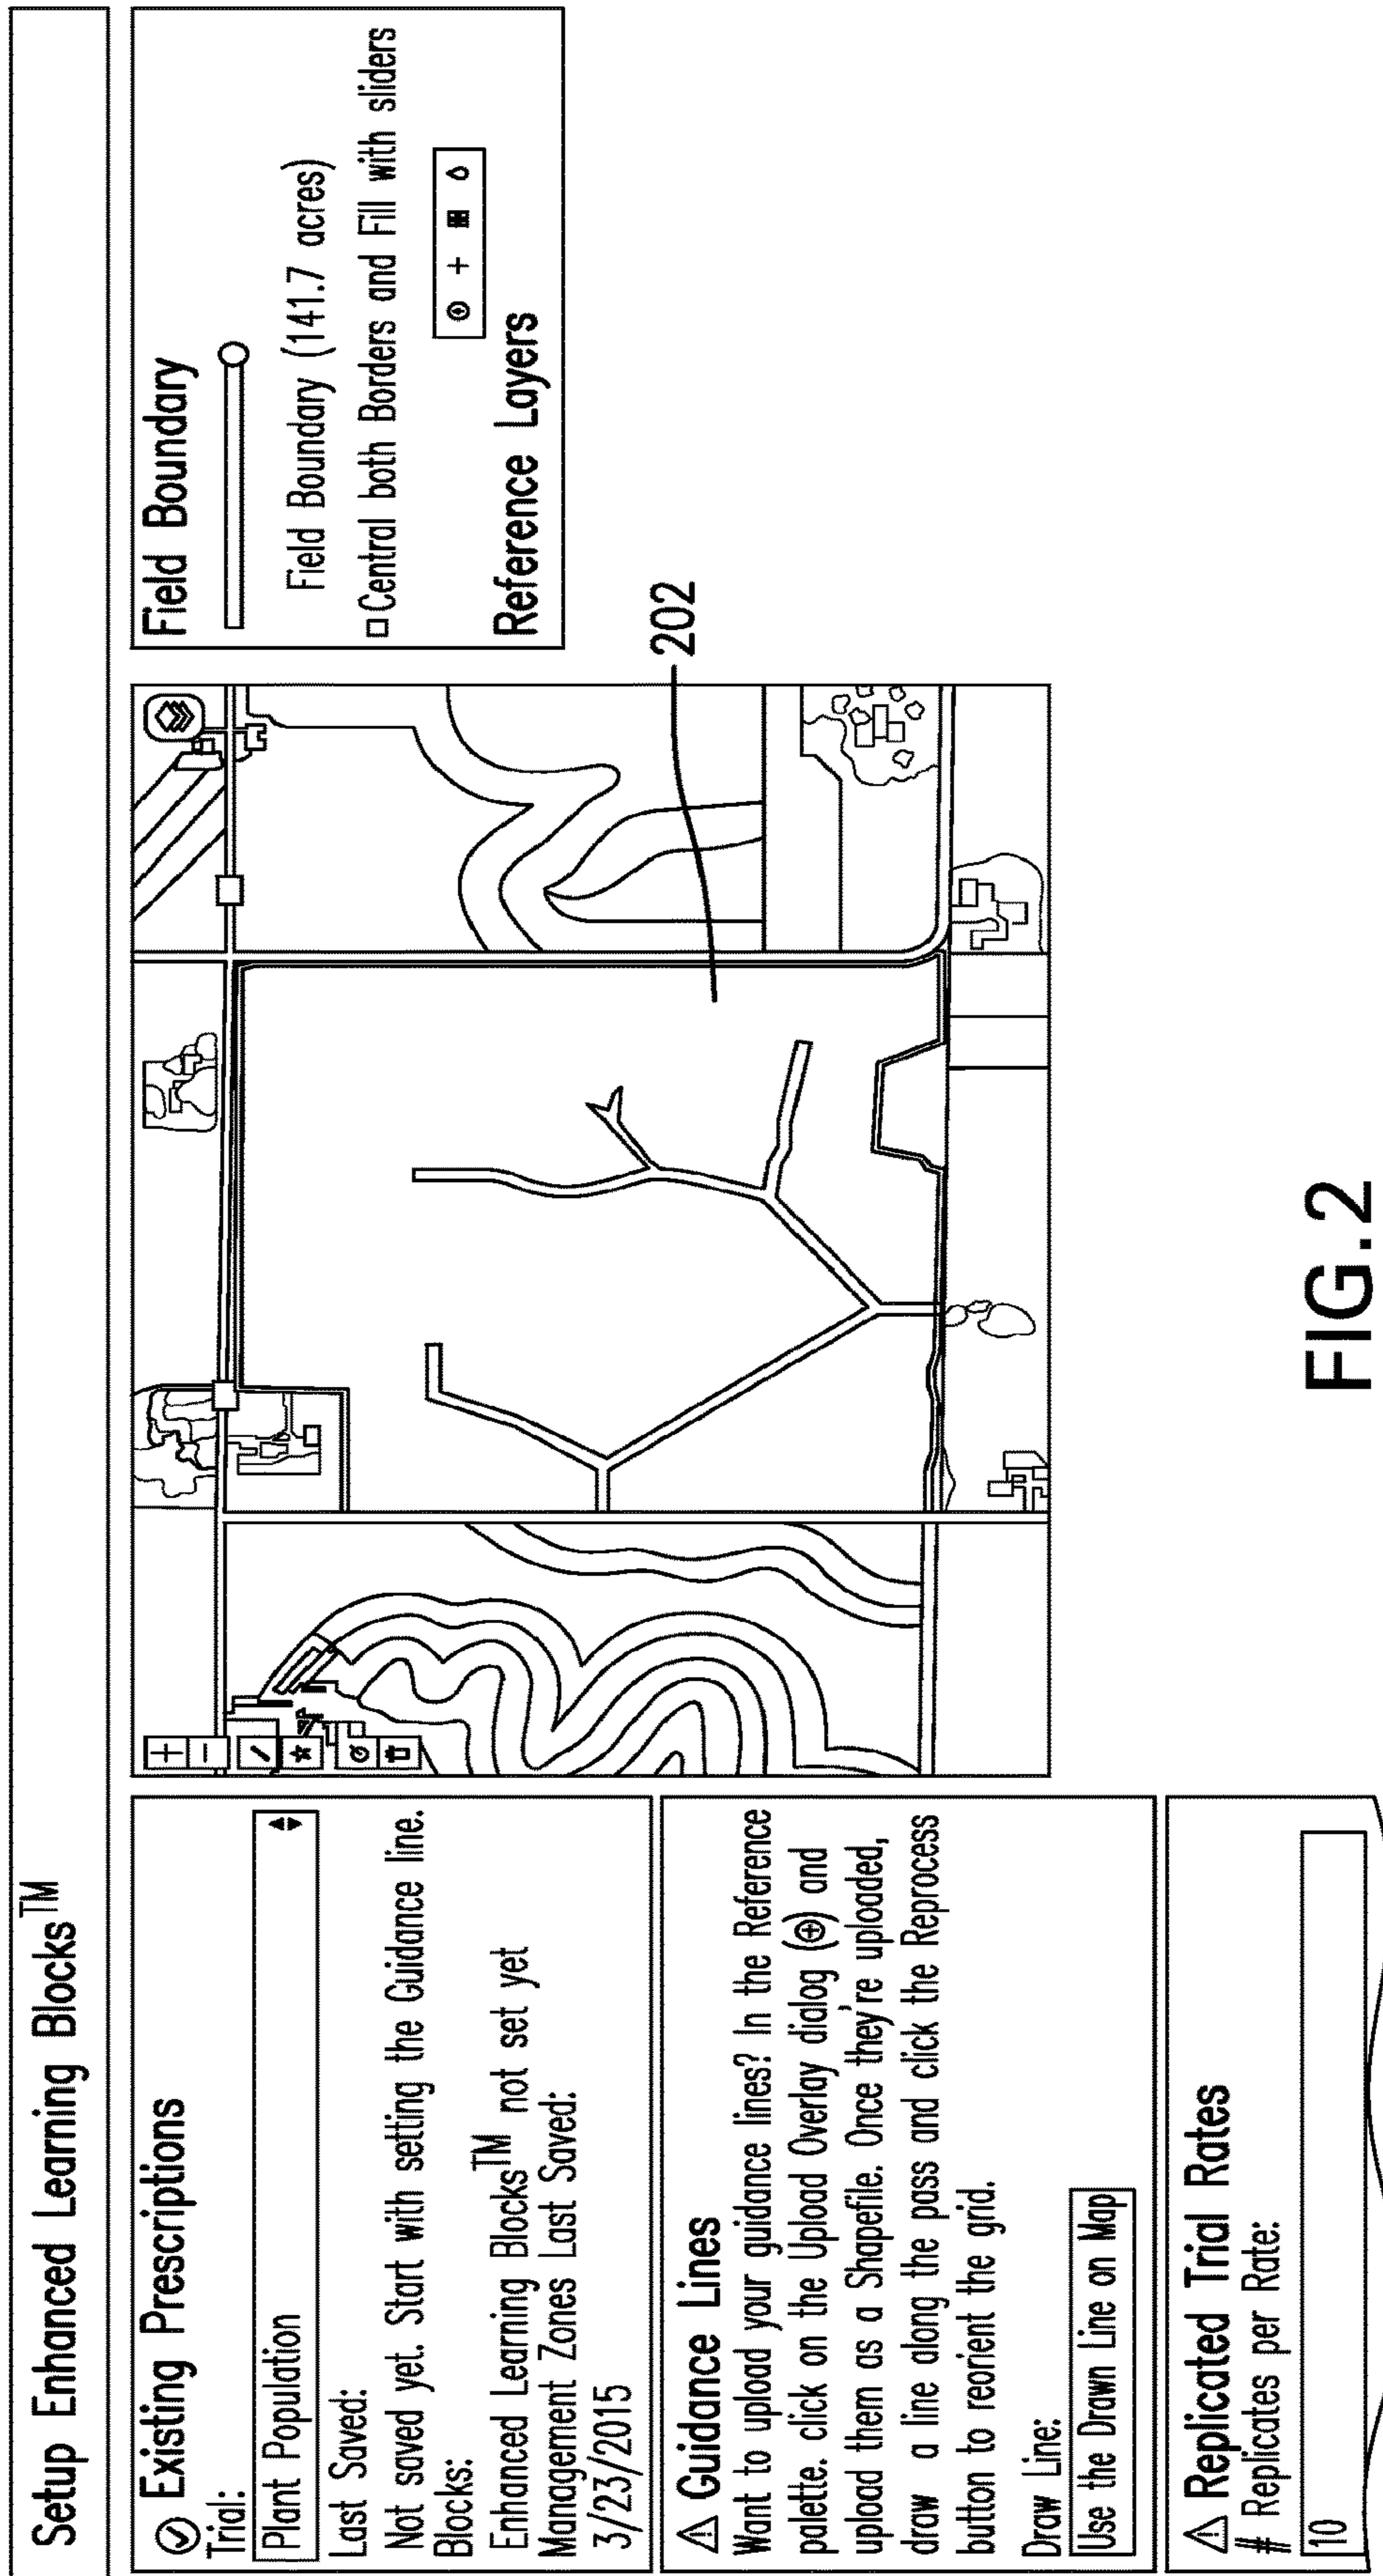 Setup Enhanced Learning Blocks™
Existing Prescriptions
Trial:
Plant Population
Last Saved:
Not saved yet. Start with setting the Guidance line.
Blocks:
Enhanced Learning Blocks™ not set yet
Management Zones Last Saved:
3/23/2015
Guidance Lines
Want to upload your guidance lines? In the Reference
palette. click on the Upload Overlay dialog (⊕) and
upload them as a Shapefile. Once they're uploaded,
draw a line along the pass and click the Reprocess
button to reorient the grid.
Draw Line:
Use the Drawn Line on Map
Replicated Trial Rates
# Replicates per Rate:
10
202
Field Boundary
Field Boundary (141.7 acres)
Central both Borders and Fill with sliders
Reference Layers
FIG.2